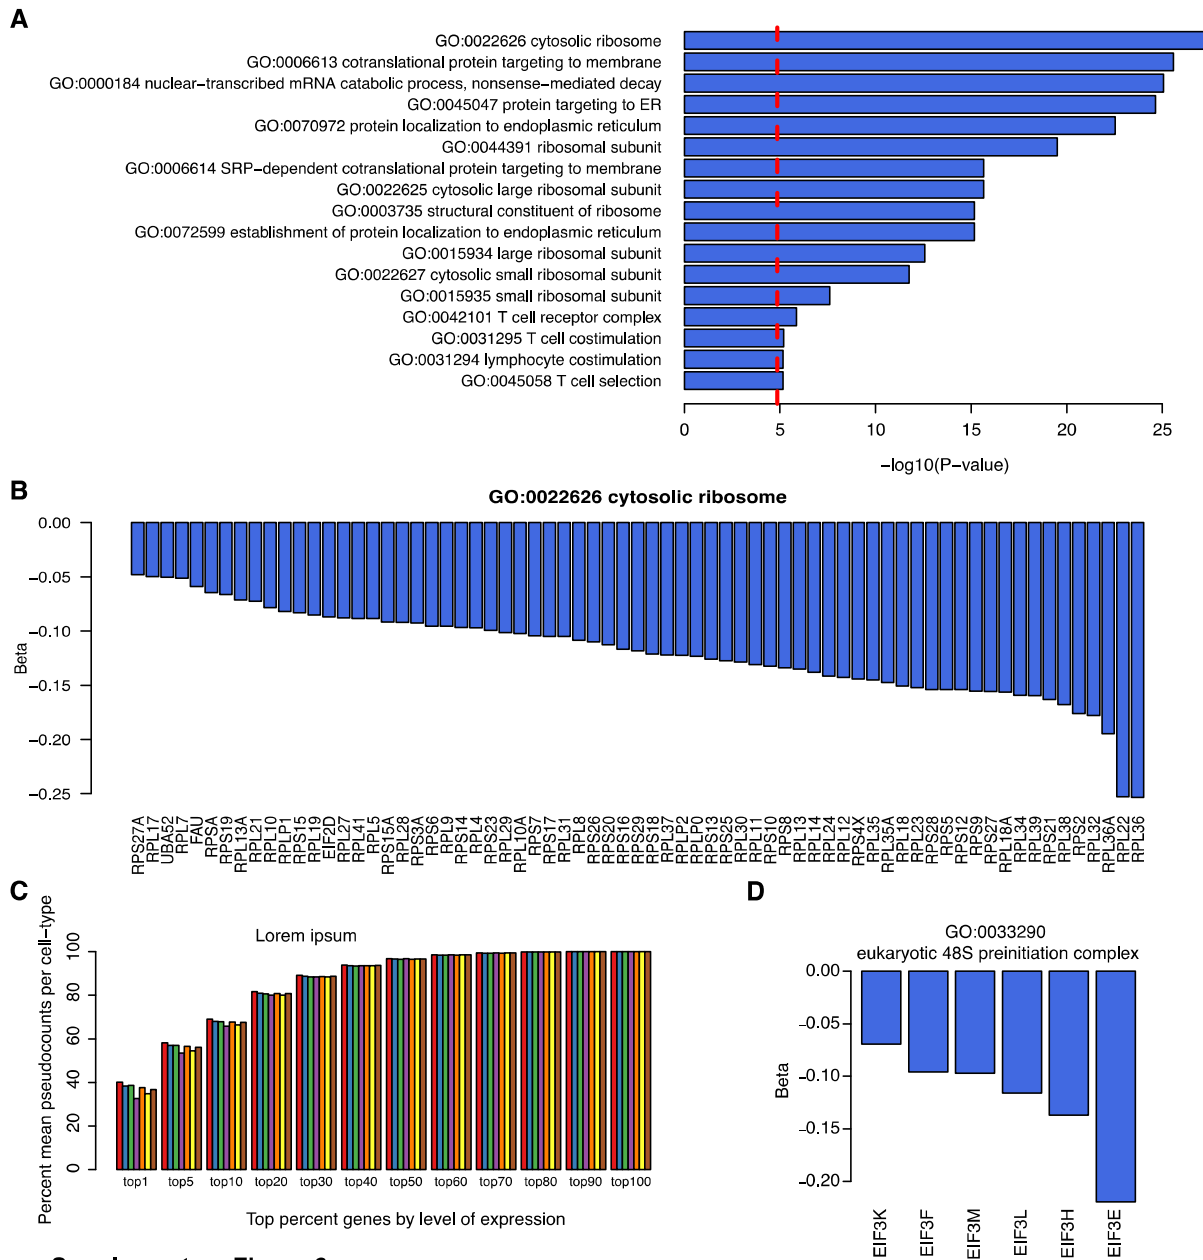 A
GO:0022626 cytosolic ribosome
GO:0006613 cotranslational protein targeting to membrane
GO:0000184 nuclear−transcribed mRNA catabolic process, nonsense−mediated decay
GO:0045047 protein targeting to ER
GO:0070972 protein localization to endoplasmic reticulum
GO:0044391 ribosomal subunit
GO:0006614 SRP−dependent cotranslational protein targeting to membrane
GO:0022625 cytosolic large ribosomal subunit
GO:0003735 structural constituent of ribosome
GO:0072599 establishment of protein localization to endoplasmic reticulum
GO:0015934 large ribosomal subunit
GO:0022627 cytosolic small ribosomal subunit
GO:0015935 small ribosomal subunit
GO:0042101 T cell receptor complex
GO:0031295 T cell costimulation
GO:0031294 lymphocyte costimulation
GO:0045058 T cell selection
0 5 10 15 20 25
−log10(P−value)
B
GO:0022626 cytosolic ribosome
Beta
0.00
−0.05
−0.10
−0.15
−0.20
−0.25
RPS27A RPL17 UBA52 RPL7 FAU RPSA RPS19 RPL13A RPL21 RPL10 RPLP1 RPS15 RPL19 EIF2D RPL27 RPL41 RPL5 RPS15A RPL28 RPS3A RPS6 RPL9 RPS14 RPL4 RPS23 RPL29 RPL10A RPS7 RPS17 RPL31 RPL8 RPS26 RPS20 RPS16 RPS29 RPS18 RPL37 RPLP2 RPLP0 RPS13 RPS25 RPL30 RPL11 RPS10 RPS8 RPL13 RPL14 RPL24 RPL12 RPS4X RPL35 RPL35A RPL18 RPL23 RPS28 RPS5 RPS12 RPS9 RPS27 RPL18A RPL34 RPL39 RPS21 RPL38 RPS2 RPL32 RPL36A RPL22 RPL36
C
Lorem ipsum
Percent mean pseudocounts per cell−type
100
80
60
40
20
0
top1 top5 top10 top20 top30 top40 top50 top60 top70 top80 top90 top100
Top percent genes by level of expression
D
GO:0033290
eukaryotic 48S preinitiation complex
Beta
0.00
−0.05
−0.10
−0.15
−0.20
EIF3K EIF3F EIF3M EIF3L EIF3H EIF3E